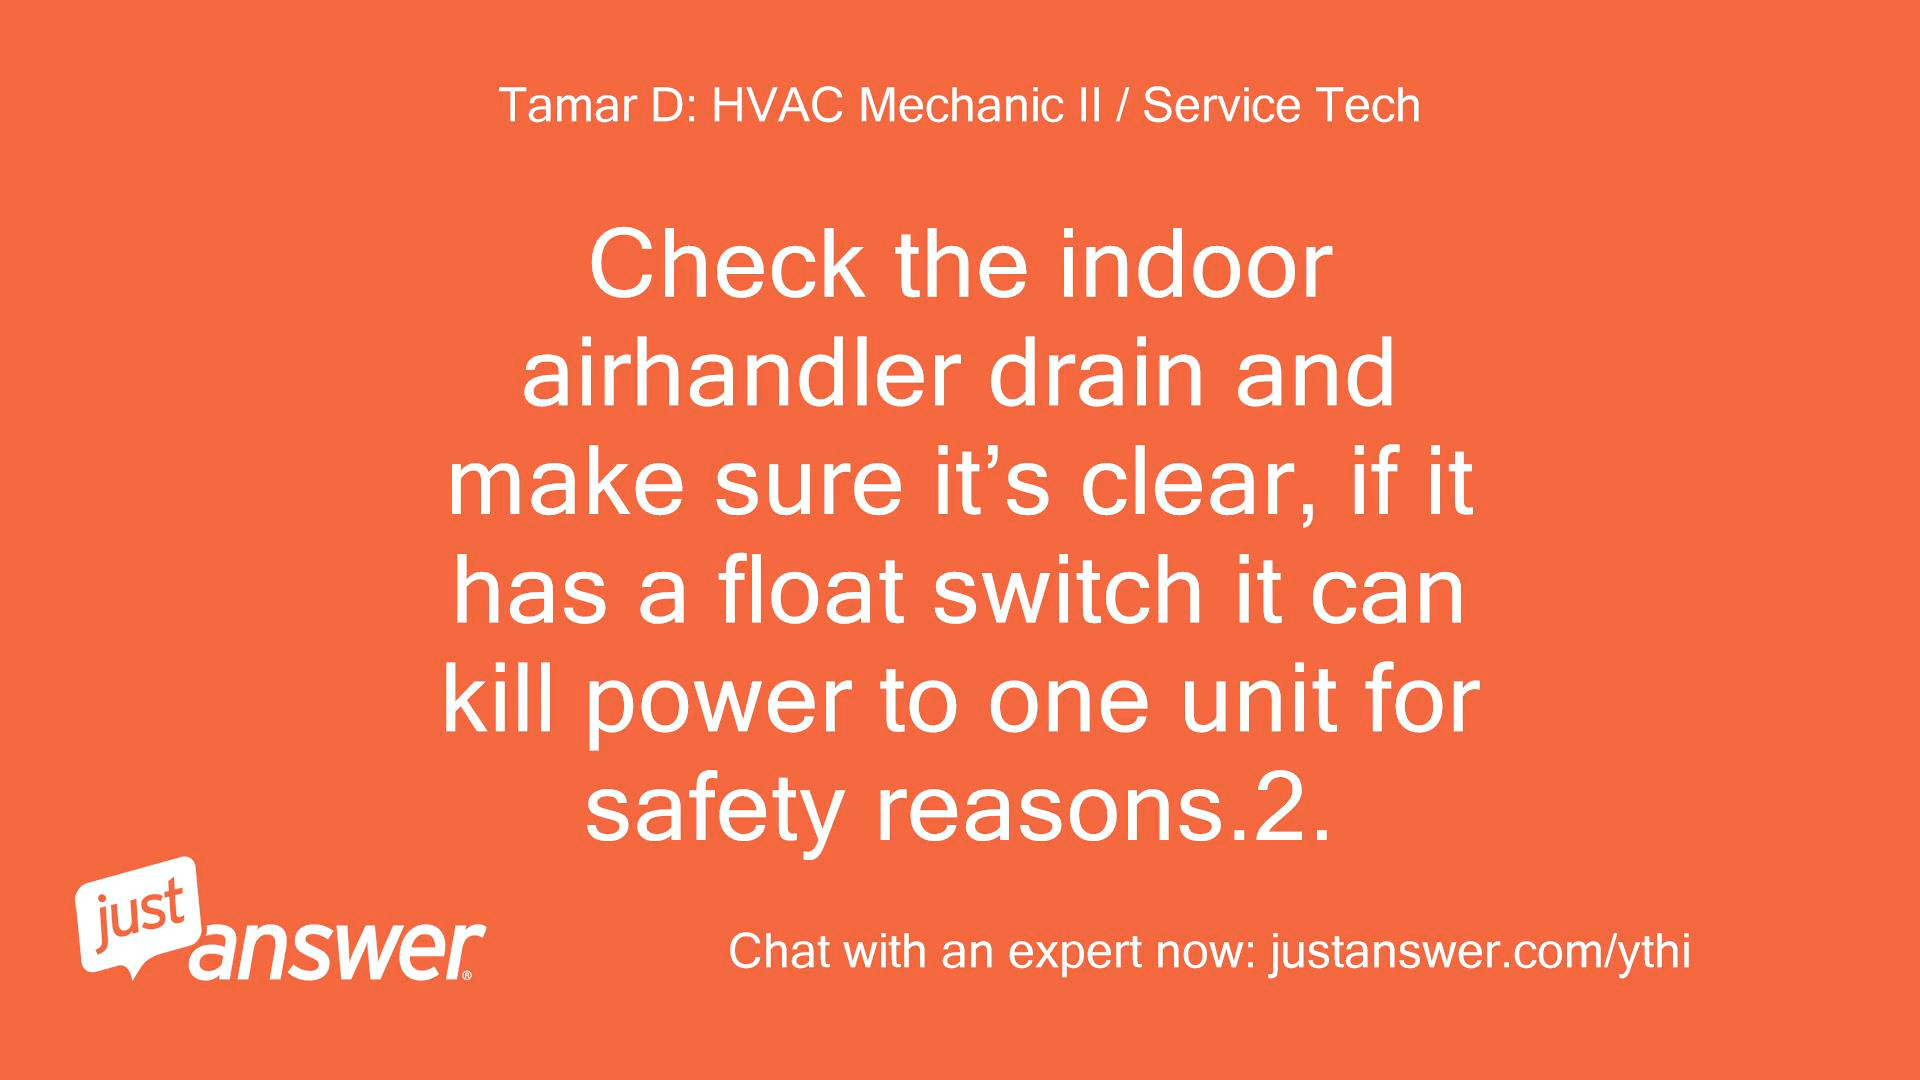 Tamar D: HVAC Mechanic II / Service Tech
Check the indoor
airhandler drain and
make sure it’s clear, if it
has a float switch it can
kill power to one unit for
safety reasons.2.
just
answer®
Chat with an expert now: justanswer.com/ythi